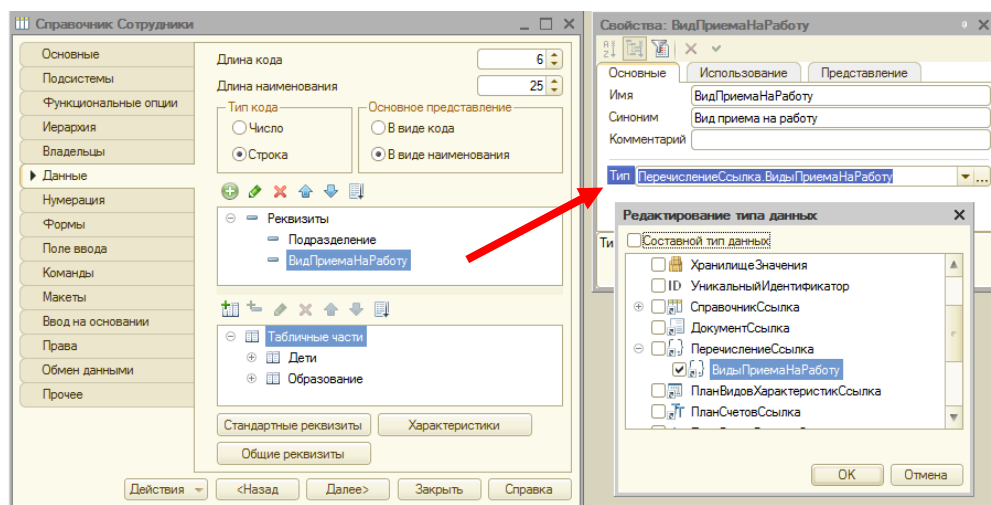 Справочник Сотрудники
Основные
Подсистемы
Функциональные опции
Иерархия
Владельцы
Данные
Нумерация
Формы
Поле ввода
Команды
Макеты
Ввод на основании
Права
Обмен данными
Прочее
Длина кода
6
Длина наименования
25
Тип кода
Число
Строка
Основное представление
В виде кода
В виде наименования
Реквизиты
Подразделение
ВидПриемаНаРаботу
Табличные части
Дети
Образование
Стандартные реквизиты
Характеристики
Общие реквизиты
Действия
<Назад
Далее>
Закрыть
Справка
Свойства: ВидПриемаНаРаботу
Основные
Использование
Представление
Имя
ВидПриемаНаРаботу
Синоним
Вид приема на работу
Комментарий
Тип
ПеречислениеСсылка.ВидыПриемаНаРаботу
...
Ти
Редактирование типа данных
Составной тип данных
ХранилищеЗначения
ID УникальныйИдентификатор
СправочникСсылка
ДокументСсылка
ПеречислениеСсылка
ВидыПриемаНаРаботу
ПланВидовХарактеристикСсылка
ПланСчетовСсылка
OK
Отмена